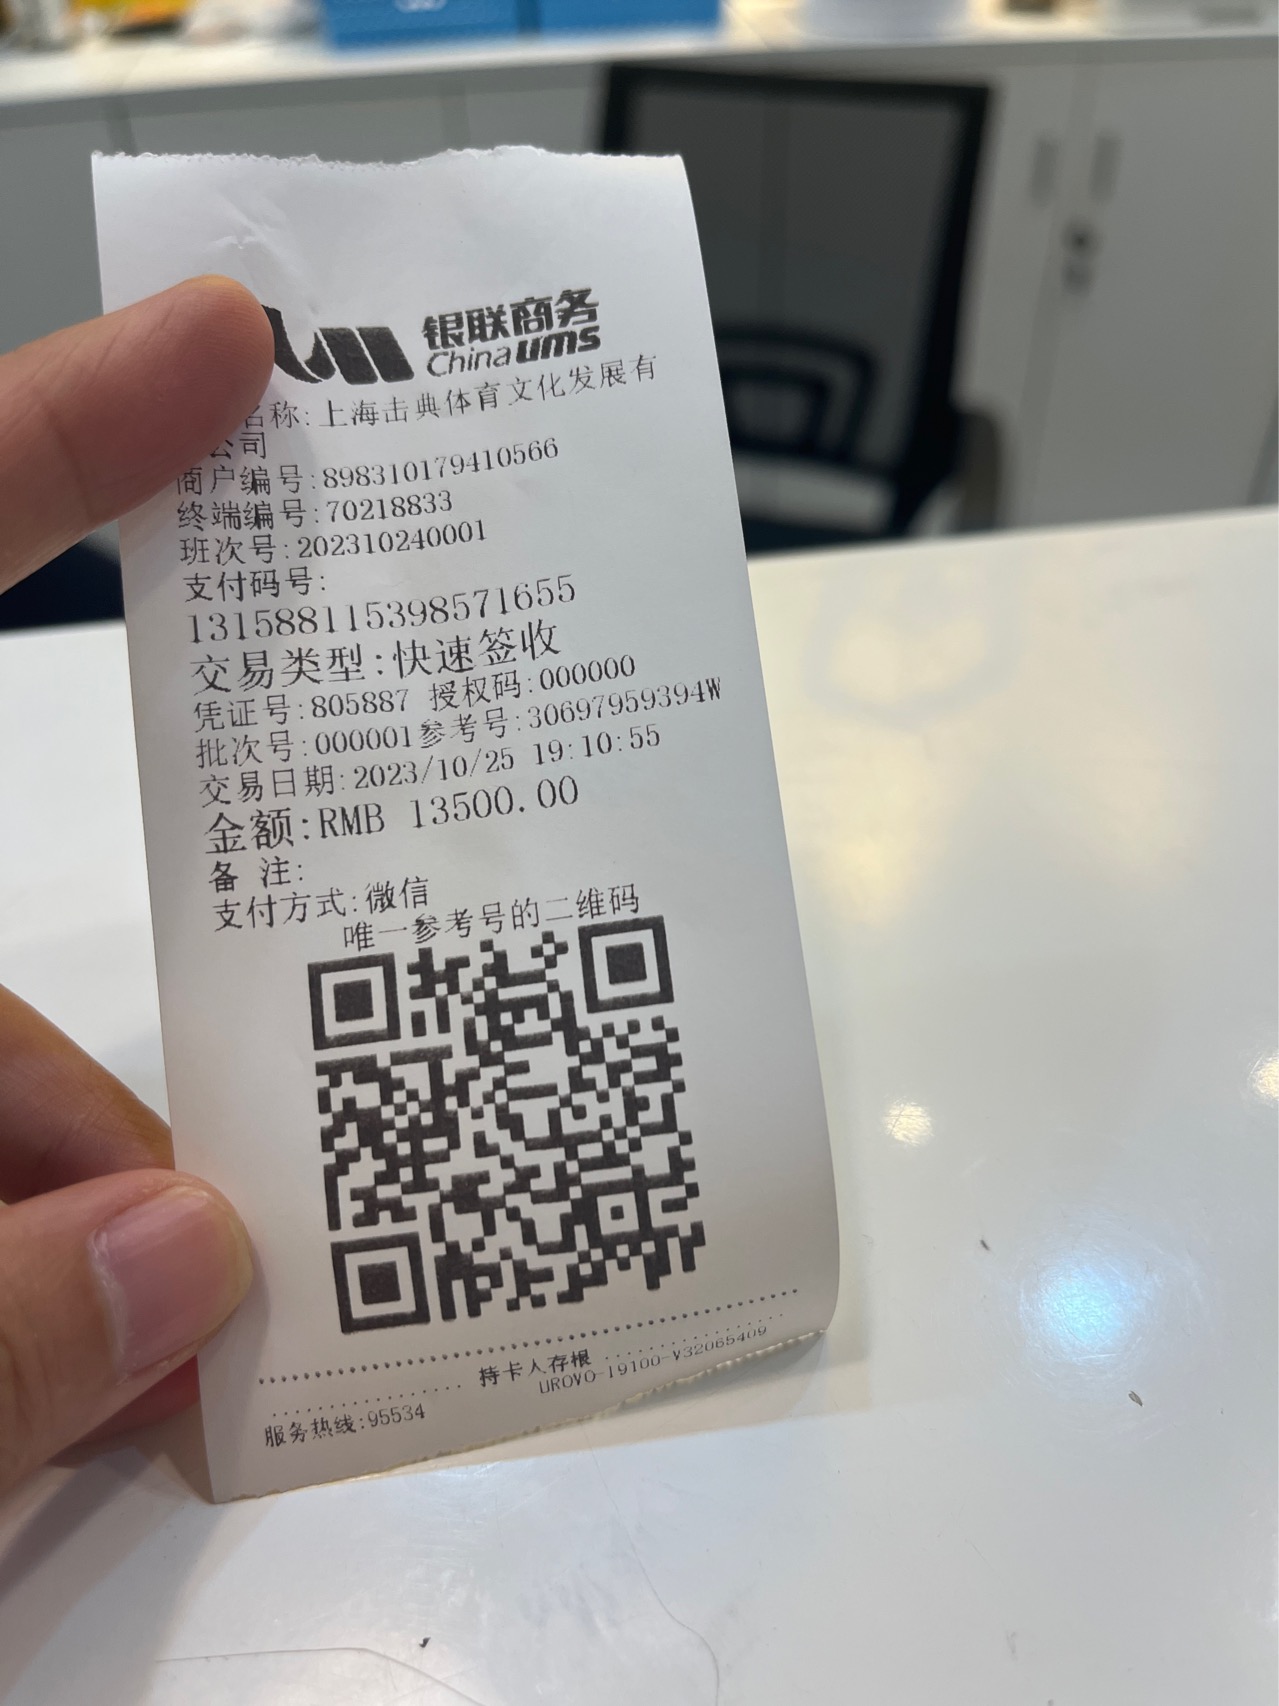 银联商务
China ums
名称:上海击典体育文化发展有
公司
商户编号:898310179410566
终端编号:70218833
班次号:202310240001
支付码号:
131588115398571655
交易类型:快速签收
凭证号:805887 授权码:000000
批次号:000001参考号:30697959394W
交易日期:2023/10/25 19:10:55
金额:RMB 13500.00
备 注:
支付方式:微信
唯一参考号的二维码
持卡人存根
UROVO-I9100-V32065409
服务热线:95534